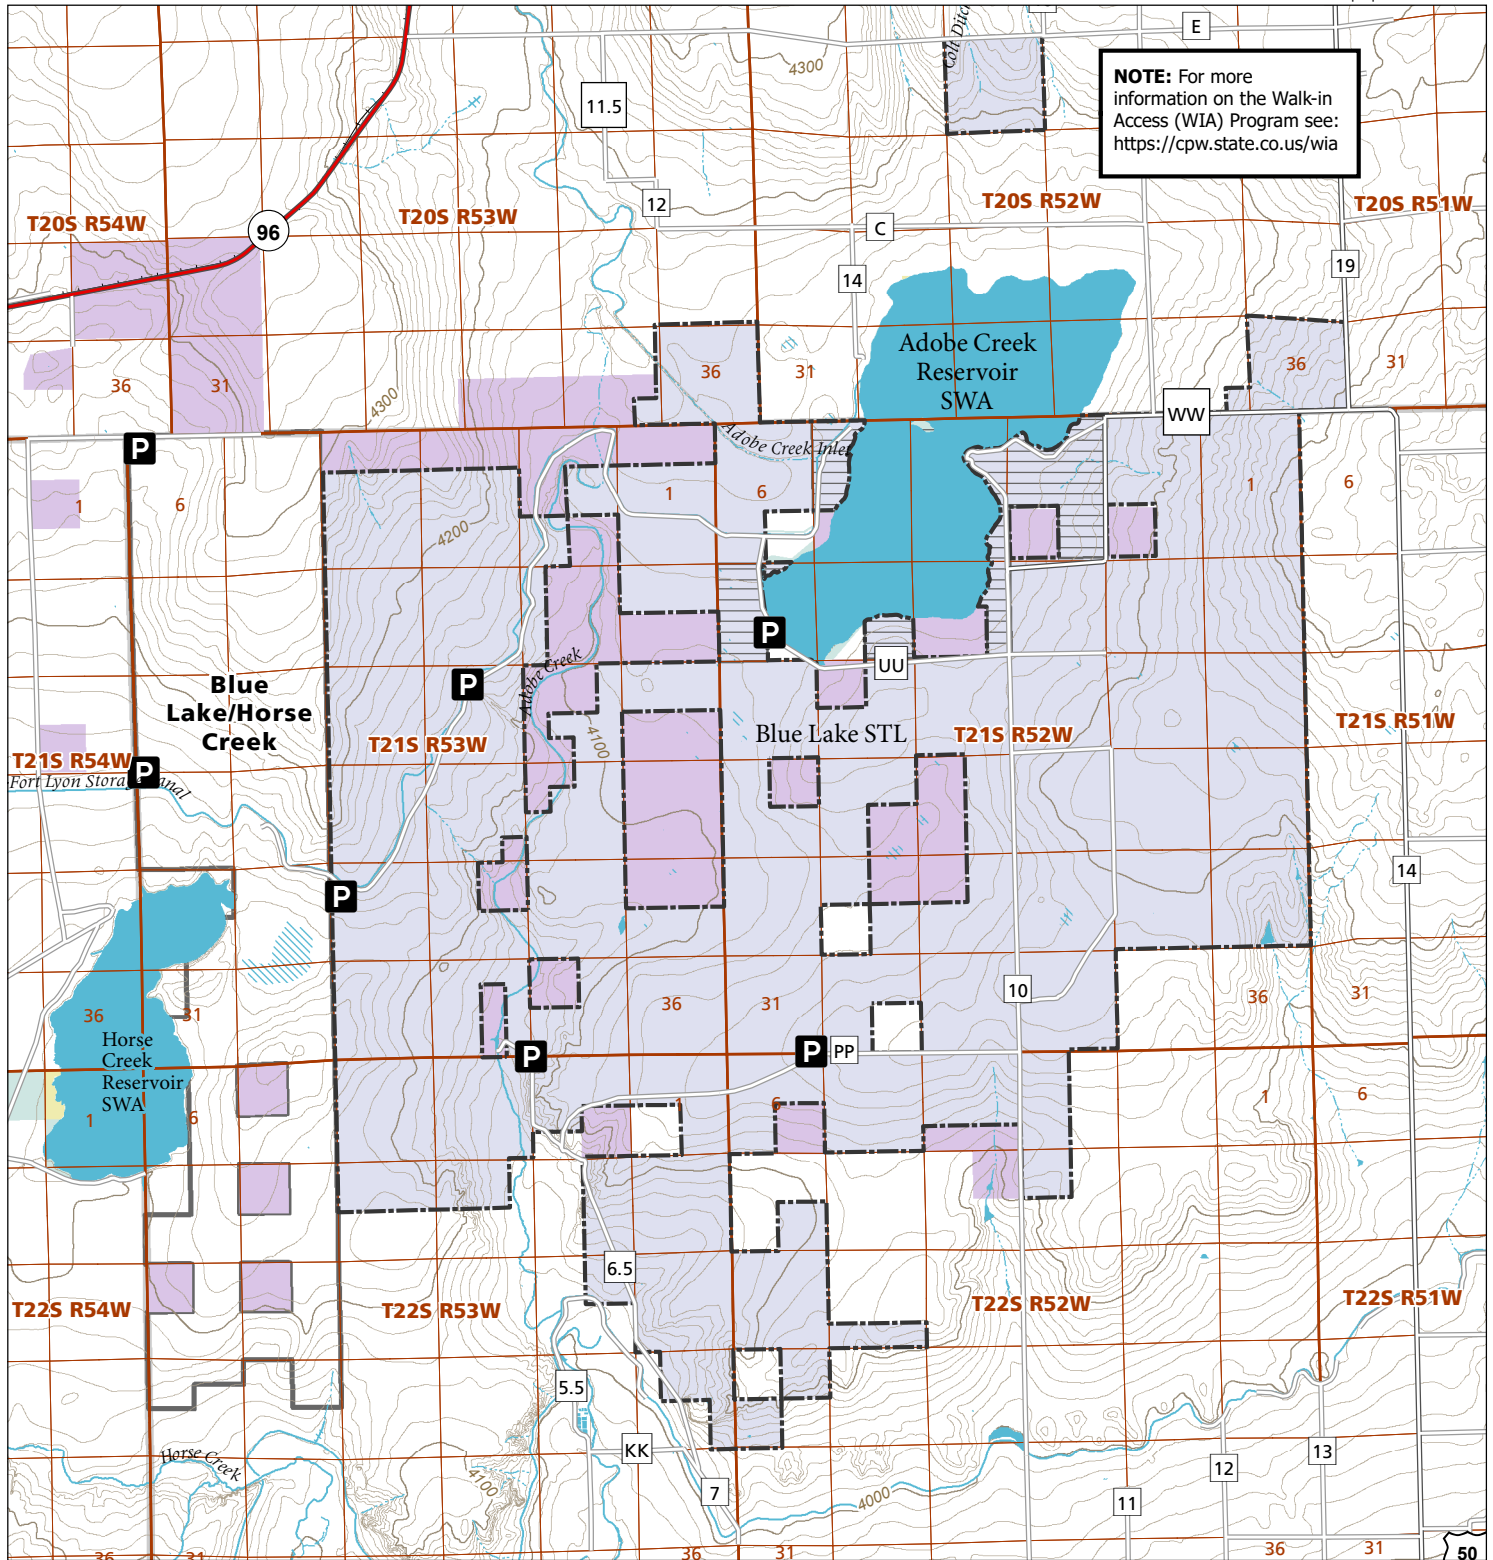 E
Colt Ditch
4300
11.5
NOTE: For more
information on the Walk-in
Access (WIA) Program see:
https://cpw.state.co.us/wia
12
T20S R54W
T20S R53W
T20S R52W
T20S R51W
96
C
14
19
Adobe Creek
Reservoir
SWA
36
31
4300
36
31
36
31
WW
P
Adobe Creek Inlet
1
6
4200
1
6
1
6
P
UU
Adobe Creek
P
Blue
Lake/Horse
Creek
T21S R53W
4100
Blue Lake STL
T21S R52W
T21S R51W
T21S R54W
P
Fort Lyon Storage Canal
P
14
36
31
Horse
Creek
Reservoir
SWA
1
6
36
31
10
36
31
P
P
PP
1
6
1
6
6.5
T22S R54W
T22S R53W
T22S R52W
T22S R51W
5.5
KK
Horse Creek
4100
7
4000
11
12
13
36
31
36
31
36
31
50